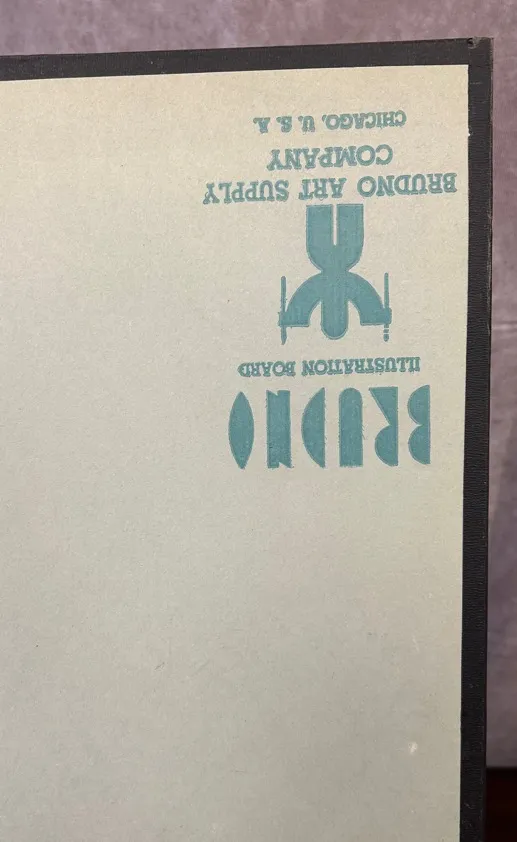 BRUDNO
ILLUSTRATION BOARD
BRUDNO ART SUPPLY
COMPANY
CHICAGO, U. S. A.